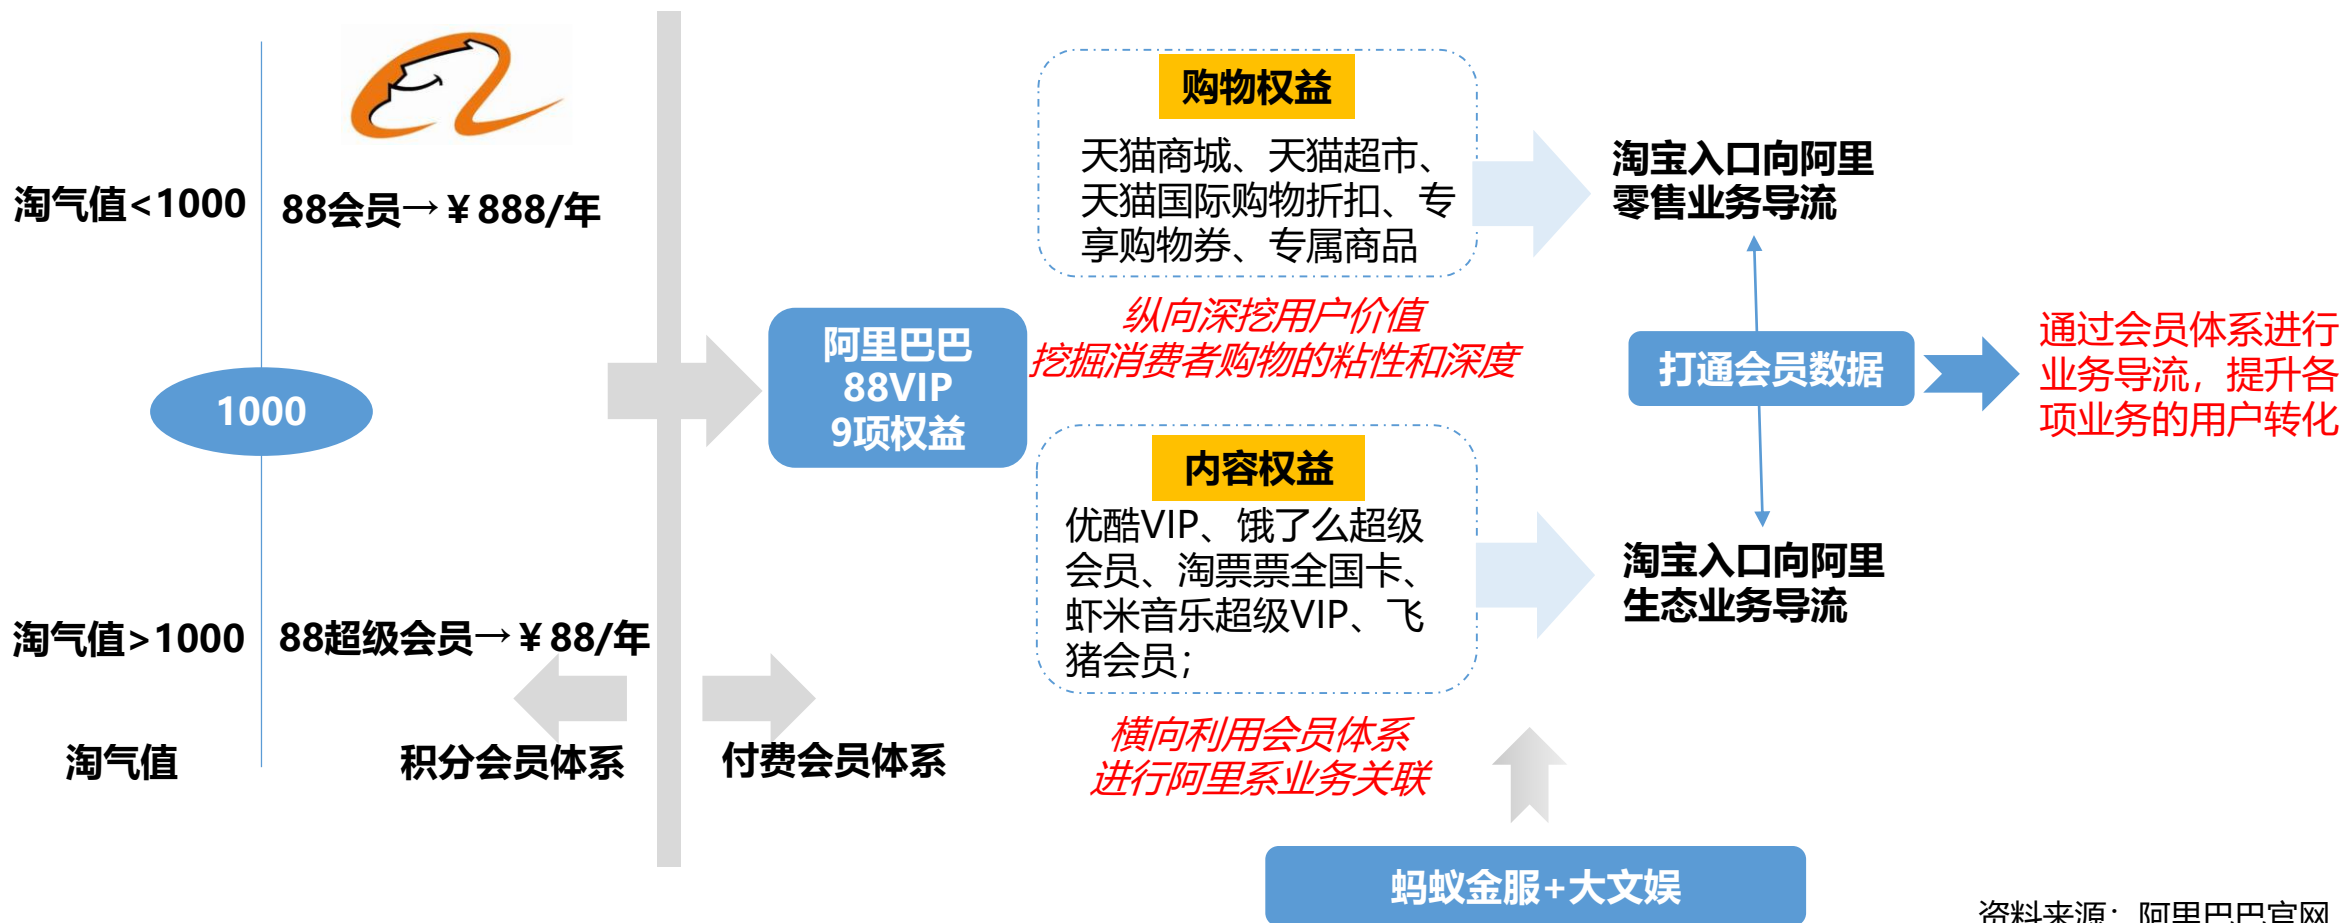 淘气值<1000
88会员→¥888/年
1000
淘气值>1000
88超级会员→¥88/年
淘气值
积分会员体系
付费会员体系
阿里巴巴
88VIP
9项权益
购物权益
天猫商城、天猫超市、
天猫国际购物折扣、专
享购物券、专属商品
纵向深挖用户价值
挖掘消费者购物的粘性和深度
内容权益
优酷VIP、饿了么超级
会员、淘票票全国卡、
虾米音乐超级VIP、飞
猪会员；
横向利用会员体系
进行阿里系业务关联
蚂蚁金服+大文娱
淘宝入口向阿里
零售业务导流
打通会员数据
淘宝入口向阿里
生态业务导流
通过会员体系进行
业务导流，提升各
项业务的用户转化
资料来源：阿里巴巴官网